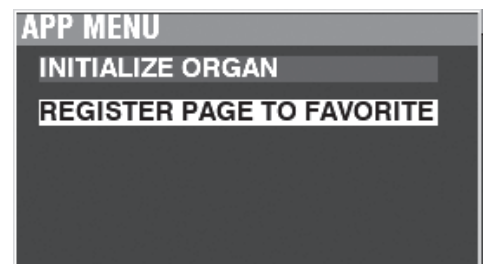 APP MENU
INITIALIZE ORGAN
REGISTER PAGE TO FAVORITE